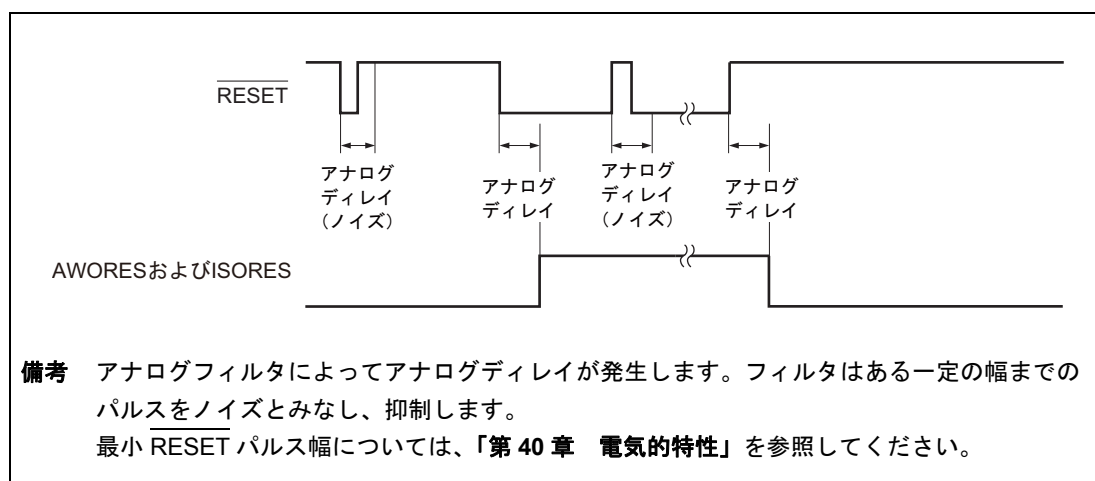 RESET
アナログ
ディレイ
(ノイズ)
アナログ
ディレイ
アナログ
ディレイ
(ノイズ)
アナログ
ディレイ
AWORESおよびISORES
備考 アナログフィルタによってアナログディレイが発生します。フィルタはある一定の幅までの
パルスをノイズとみなし、抑制します。
最小 RESET パルス幅については、「第 40 章 電気的特性」を参照してください。